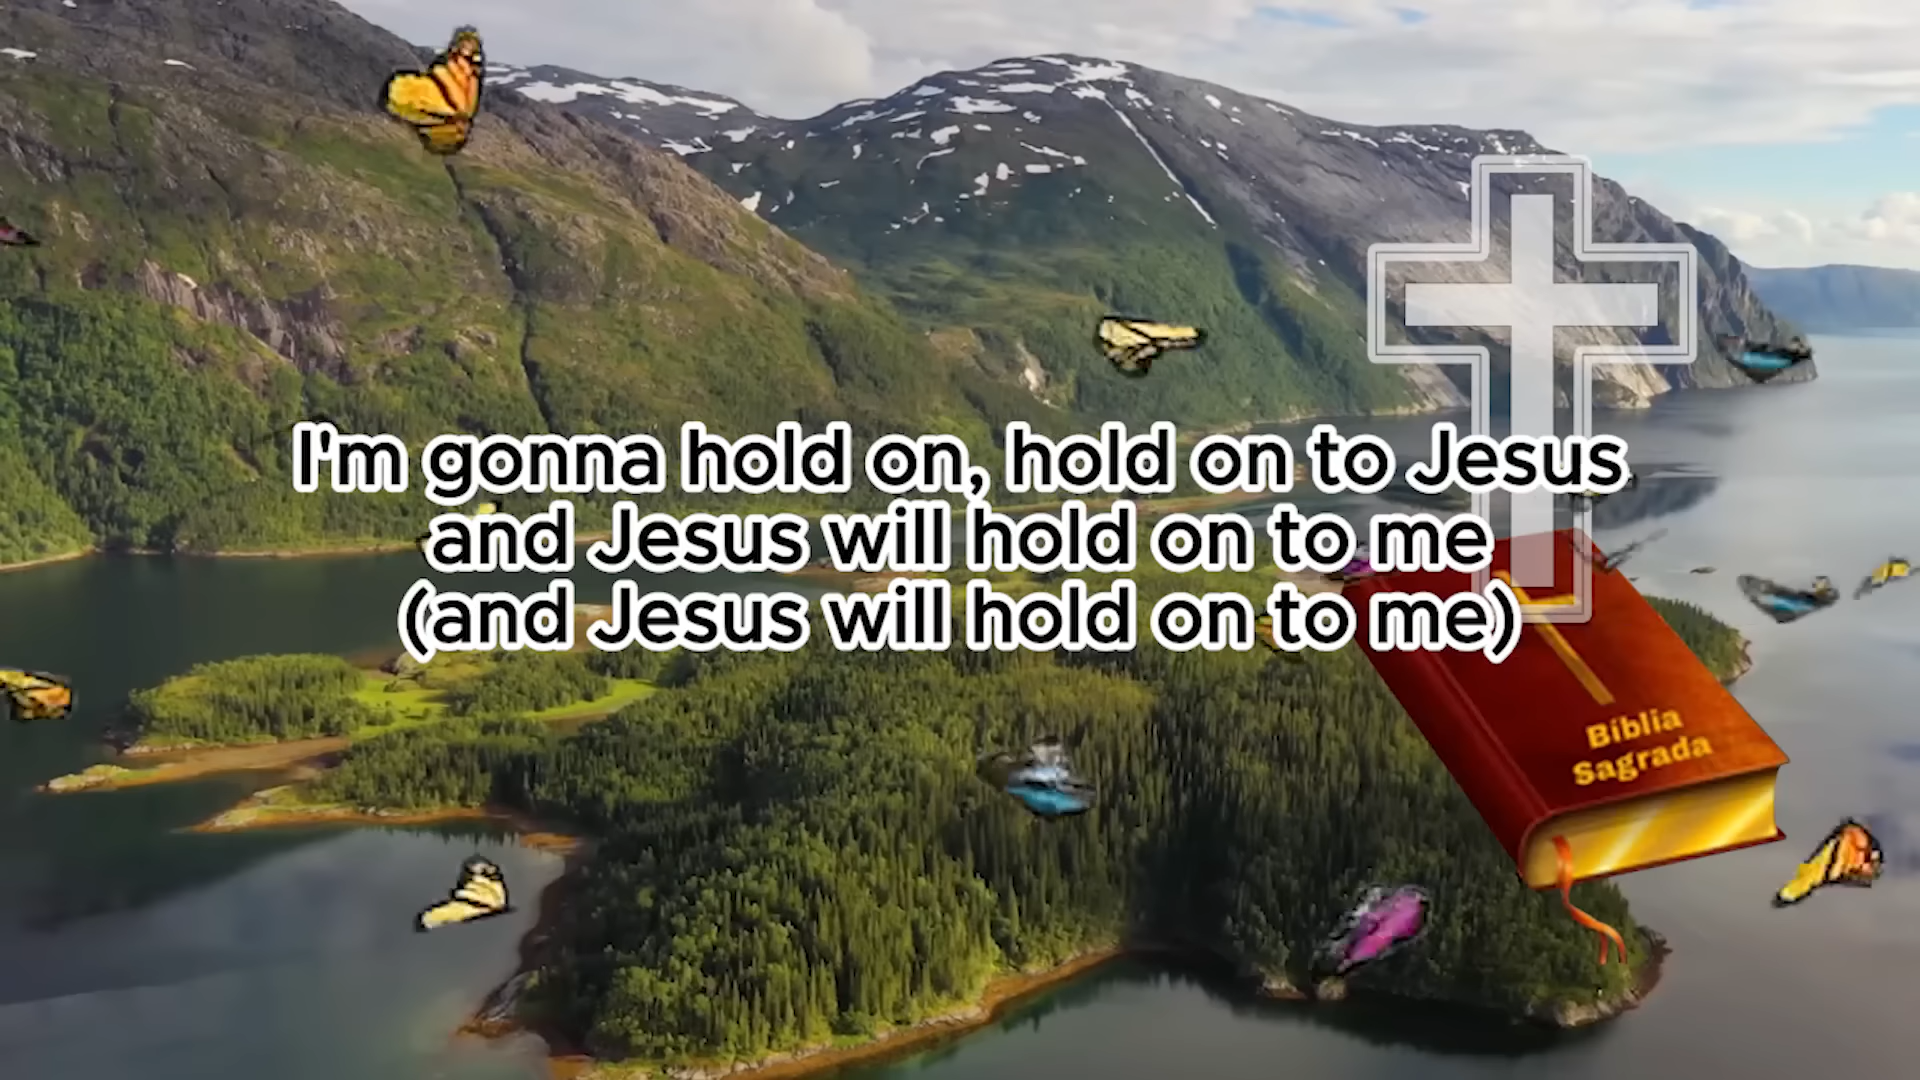 I'm gonna hold on, hold on to Jesus
and Jesus will hold on to me
(and Jesus will hold on to me)
Bíblia
Sagrada